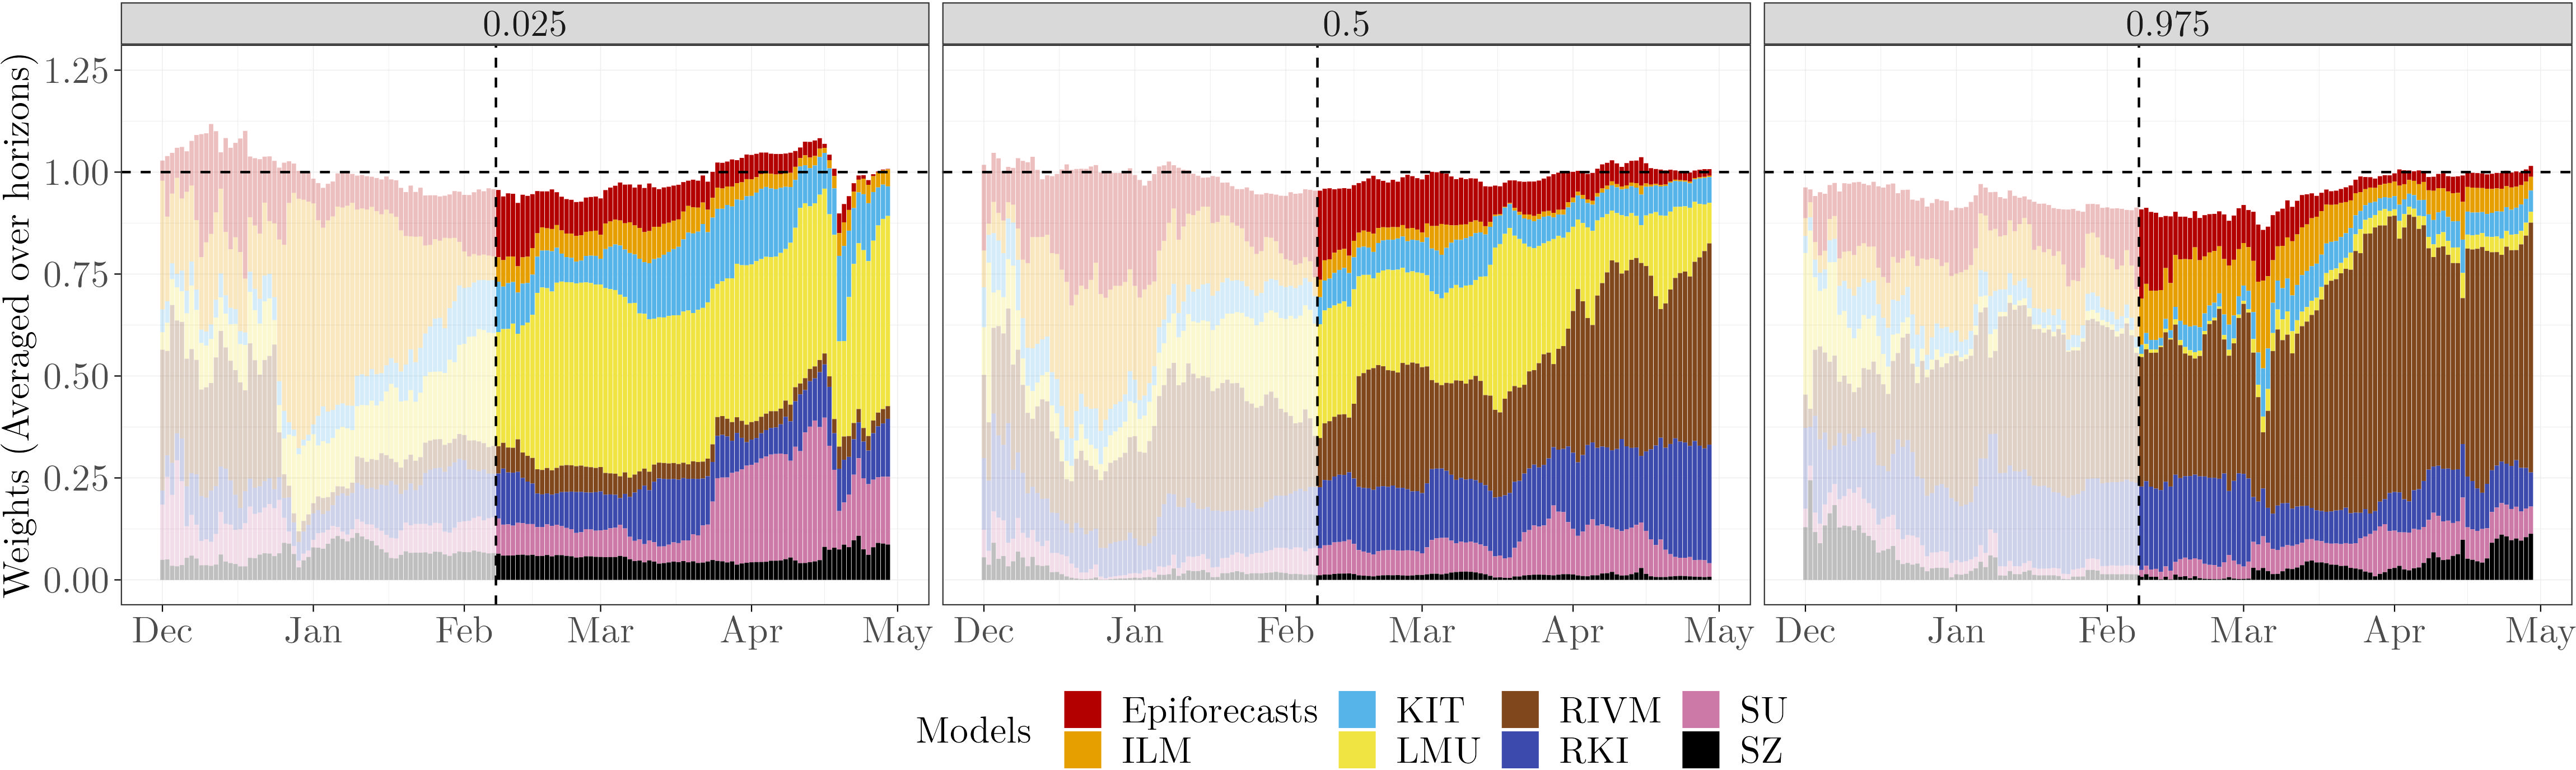 0.025 0.5 0.975
Weights (Averaged over horizons)
1.25
1.00
0.75
0.50
0.25
0.00
Dec Jan Feb Mar Apr May Dec Jan Feb Mar Apr May Dec Jan Feb Mar Apr May
Models
Epiforecasts KIT RIVM SU
ILM LMU RKI SZ